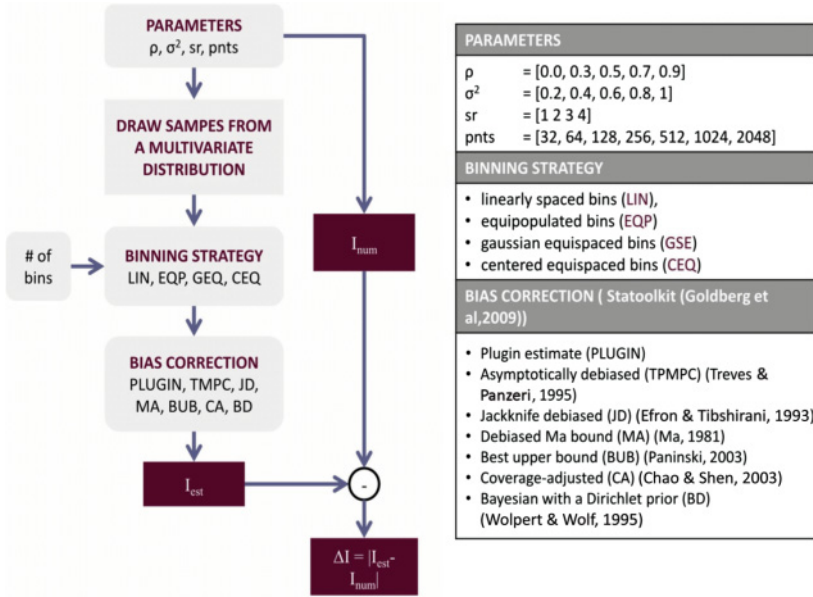 PARAMETERS
ρ, σ², sr, pnts
DRAW SAMPES FROM
A MULTIVARIATE
DISTRIBUTION
# of
bins
BINNING STRATEGY
LIN, EQP, GEQ, CEQ
BIAS CORRECTION
PLUGIN, TMPC, JD,
MA, BUB, CA, BD
I_est
I_num
-
ΔI = |I_est-
I_num|
PARAMETERS
ρ = [0.0, 0.3, 0.5, 0.7, 0.9]
σ² = [0.2, 0.4, 0.6, 0.8, 1]
sr = [1 2 3 4]
pnts = [32, 64, 128, 256, 512, 1024, 2048]
BINNING STRATEGY
• linearly spaced bins (LIN),
• equipopulated bins (EQP)
• gaussian equispaced bins (GSE)
• centered equispaced bins (CEQ)
BIAS CORRECTION ( Statoolkit (Goldberg et
al,2009))
• Plugin estimate (PLUGIN)
• Asymptotically debiased (TPMPC) (Treves &
Panzeri, 1995)
• Jackknife debiased (JD) (Efron & Tibshirani, 1993)
• Debiased Ma bound (MA) (Ma, 1981)
• Best upper bound (BUB) (Paninski, 2003)
• Coverage-adjusted (CA) (Chao & Shen, 2003)
• Bayesian with a Dirichlet prior (BD)
(Wolpert & Wolf, 1995)